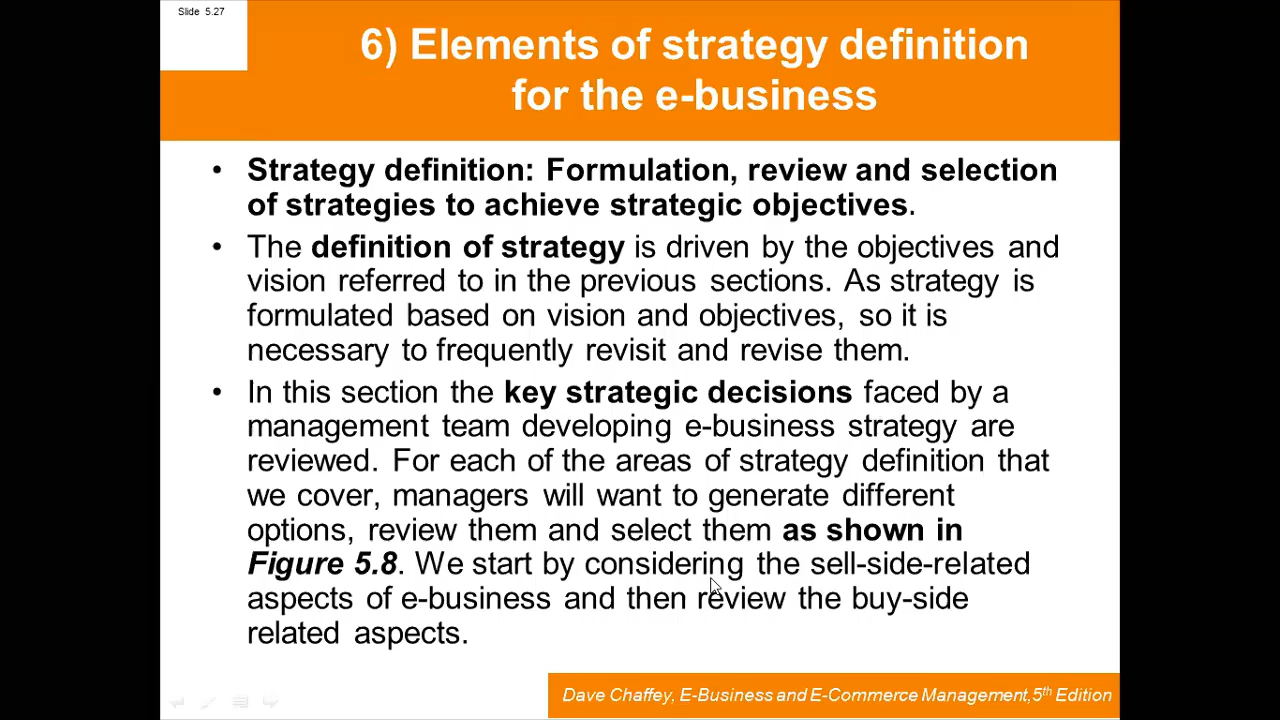 Slide 5.27
6) Elements of strategy definition
for the e-business
• Strategy definition: Formulation, review and selection
of strategies to achieve strategic objectives.
• The definition of strategy is driven by the objectives and
vision referred to in the previous sections. As strategy is
formulated based on vision and objectives, so it is
necessary to frequently revisit and revise them.
• In this section the key strategic decisions faced by a
management team developing e-business strategy are
reviewed. For each of the areas of strategy definition that
we cover, managers will want to generate different
options, review them and select them as shown in
Figure 5.8. We start by considering the sell-side-related
aspects of e-business and then review the buy-side
related aspects.
Dave Chaffey, E-Business and E-Commerce Management,5th Edition